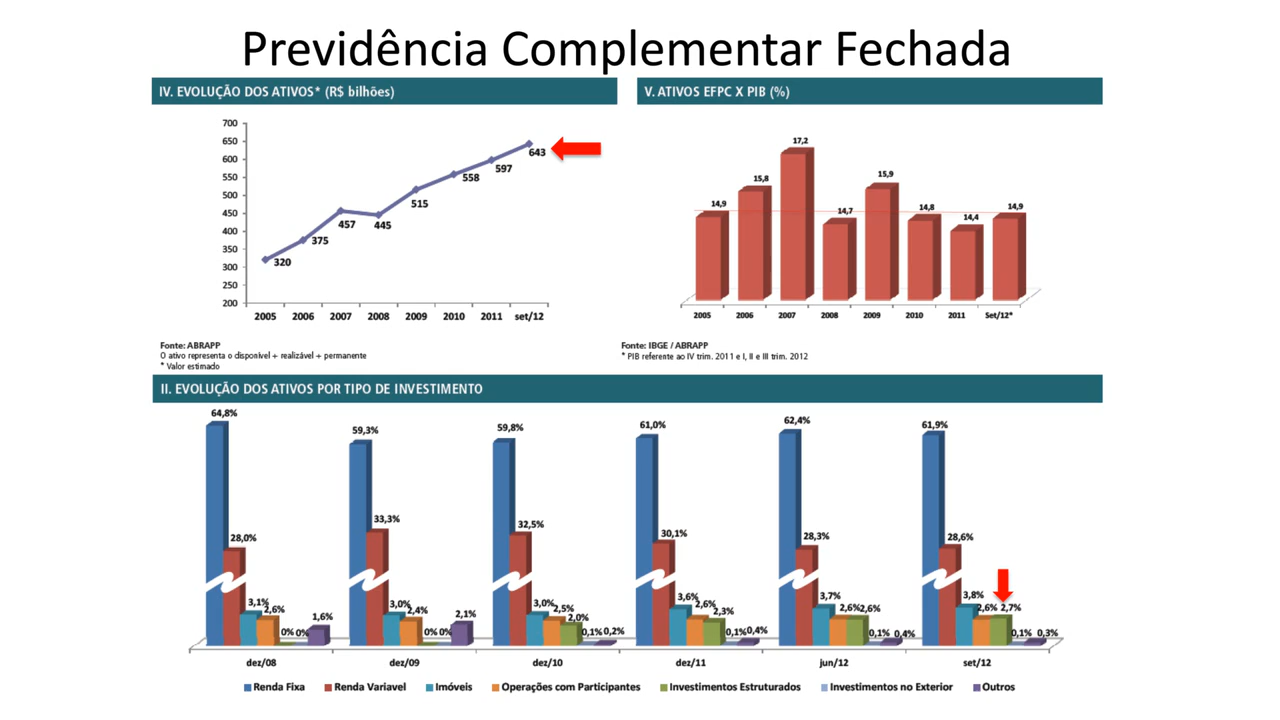 Previdência Complementar Fechada
IV. EVOLUÇÃO DOS ATIVOS* (R$ bilhões)
700
650
600
550
500
450
400
350
300
250
200
320
375
457
445
515
558
597
643
2005 2006 2007 2008 2009 2010 2011 set/12
Fonte: ABRAPP
O ativo representa o disponível + realizável + permanente
* Valor estimado
V. ATIVOS EFPC X PIB (%)
14,9
15,8
17,2
14,7
15,9
14,8
14,4
14,9
2005 2006 2007 2008 2009 2010 2011 Set/12*
Fonte: IBGE / ABRAPP
* PIB referente ao IV trim. 2011 e I, II e III trim. 2012
II. EVOLUÇÃO DOS ATIVOS POR TIPO DE INVESTIMENTO
64,8% 28,0% 3,1% 2,6% 0% 0% 1,6%
59,3% 33,3% 3,0% 2,4% 0% 0% 2,1%
59,8% 32,5% 3,0% 2,5% 2,0% 0,1% 0,2%
61,0% 30,1% 3,6% 2,6% 2,3% 0,1% 0,4%
62,4% 28,3% 3,7% 2,6% 2,6% 0,1% 0,4%
61,9% 28,6% 3,8% 2,6% 2,7% 0,1% 0,3%
dez/08 dez/09 dez/10 dez/11 jun/12 set/12
Renda Fixa Renda Variavel Imóveis Operações com Participantes Investimentos Estruturados Investimentos no Exterior Outros